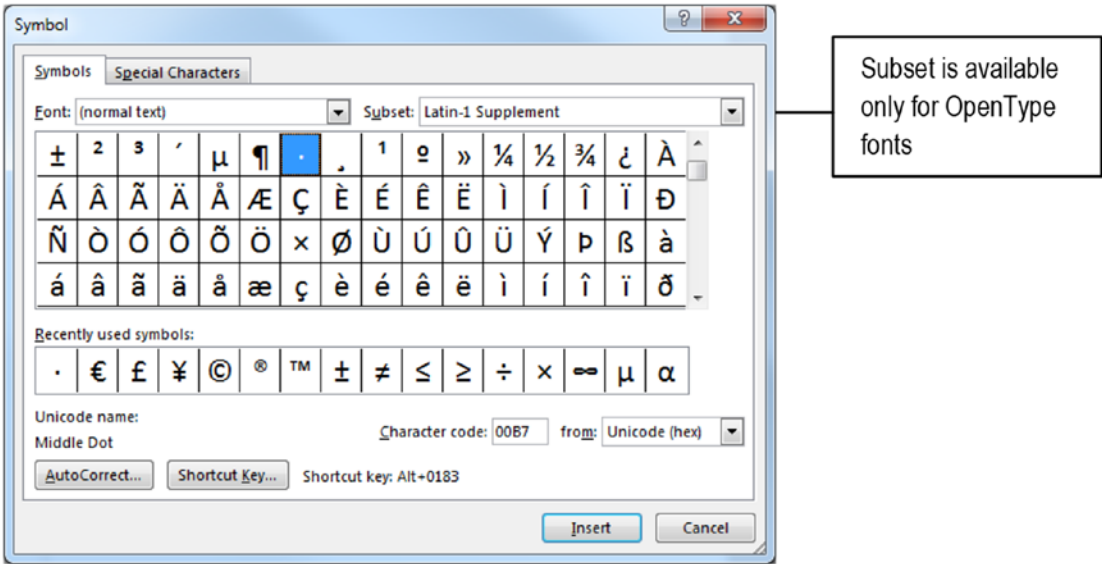 Symbol
Symbols Special Characters
Font: (normal text) Subset: Latin-1 Supplement
± ² ³ ´ µ ¶ · ¸ ¹ º » ¼ ½ ¾ ¿ À
Á Â Ã Ä Å Æ Ç È É Ê Ë Ì Í Î Ï Ð
Ñ Ò Ó Ô Õ Ö × Ø Ù Ú Û Ü Ý Þ ß à
á â ã ä å æ ç è é ê ë ì í î ï ð
Recently used symbols:
· € £ ¥ © ® ™ ± ≠ ≤ ≥ ÷ × ∞ µ α
Unicode name:
Middle Dot
Character code: 00B7 from: Unicode (hex)
AutoCorrect... Shortcut Key... Shortcut key: Alt+0183
Insert Cancel
Subset is available
only for OpenType
fonts